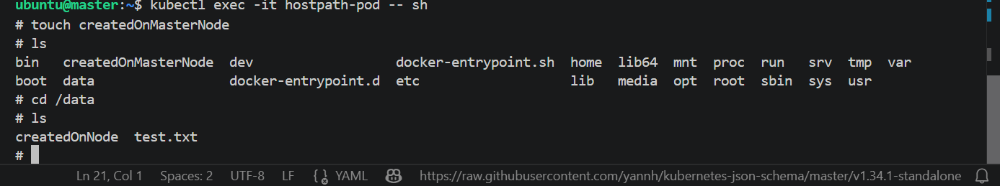 ubuntu@master:~$ kubectl exec -it hostpath-pod -- sh
# touch createdOnMasterNode
# ls
bin   createdOnMasterNode  dev                  docker-entrypoint.sh  home  lib64  mnt  proc  run   srv  tmp  var
boot  data                 docker-entrypoint.d  etc                   lib   media  opt  root  sbin  sys  usr
# cd /data
# ls
createdOnNode  test.txt
#
Ln 21, Col 1   Spaces: 2   UTF-8   LF   {} YAML   https://raw.githubusercontent.com/yannh/kubernetes-json-schema/master/v1.34.1-standalone